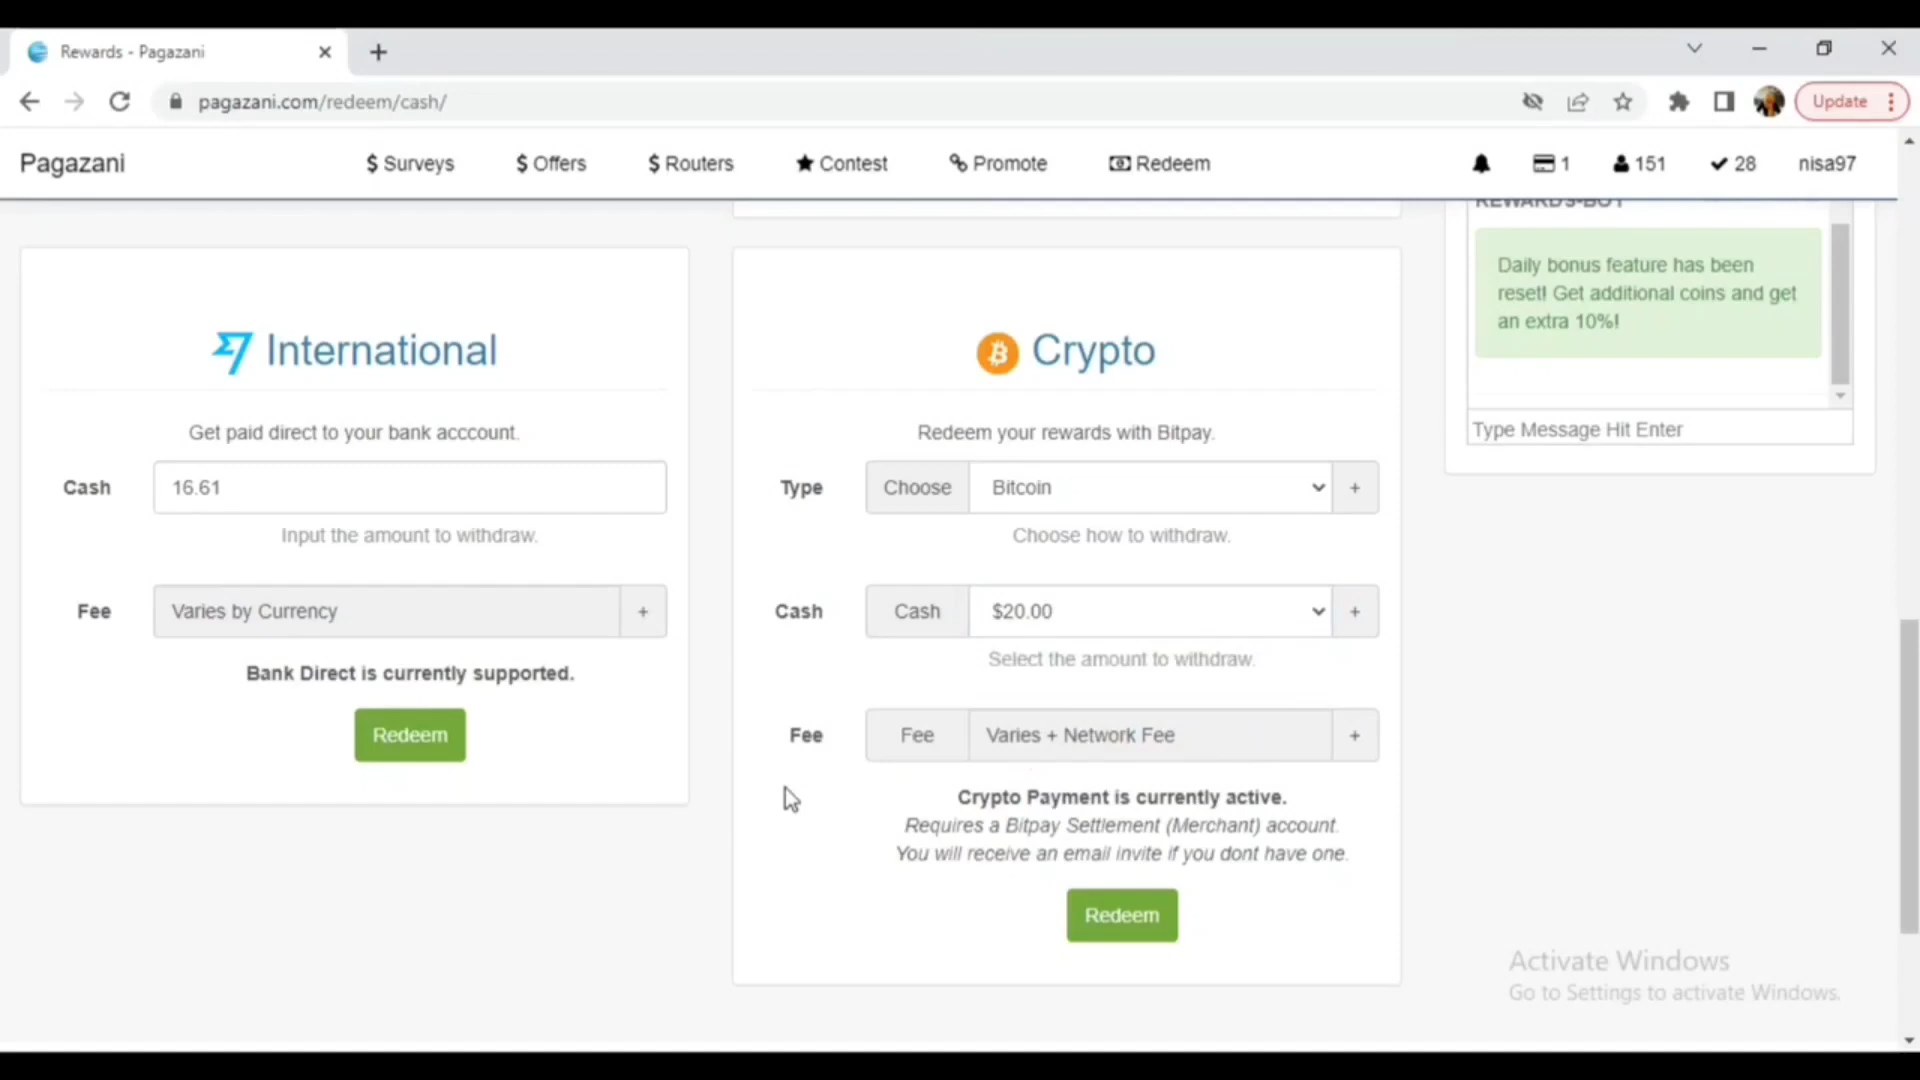 Rewards - Pagazani
pagazani.com/redeem/cash/
Update
Pagazani
$ Surveys
$ Offers
$ Routers
Contest
Promote
Redeem
1
151
28
nisa97
REWARDS-BOT
Daily bonus feature has been
reset! Get additional coins and get
an extra 10%!
Type Message Hit Enter
International
Get paid direct to your bank acccount.
Cash
16.61
Input the amount to withdraw.
Fee
Varies by Currency
+
Bank Direct is currently supported.
Redeem
Crypto
Redeem your rewards with Bitpay.
Type
Choose
Bitcoin
+
Choose how to withdraw.
Cash
Cash
$20.00
+
Select the amount to withdraw.
Fee
Fee
Varies + Network Fee
+
Crypto Payment is currently active.
Requires a Bitpay Settlement (Merchant) account.
You will receive an email invite if you dont have one.
Redeem
Activate Windows
Go to Settings to activate Windows.